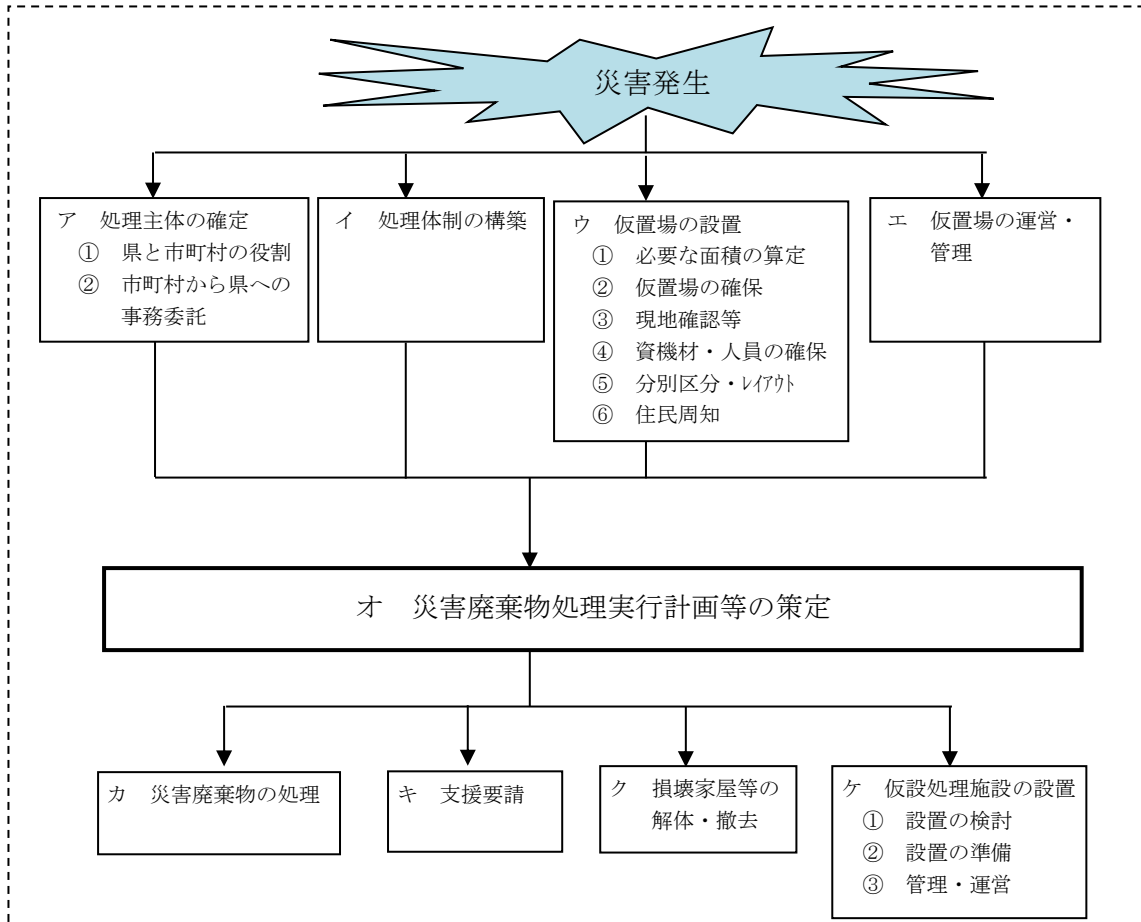 災害発生
ア 処理主体の確定
① 県と市町村の役割
② 市町村から県への
事務委託
イ 処理体制の構築
ウ 仮置場の設置
① 必要な面積の算定
② 仮置場の確保
③ 現地確認等
④ 資機材・人員の確保
⑤ 分別区分・ﾚｲｱｳﾄ
⑥ 住民周知
エ 仮置場の運営・
管理
オ 災害廃棄物処理実行計画等の策定
カ 災害廃棄物の処理
キ 支援要請
ク 損壊家屋等の
解体・撤去
ケ 仮設処理施設の設置
① 設置の検討
② 設置の準備
③ 管理・運営